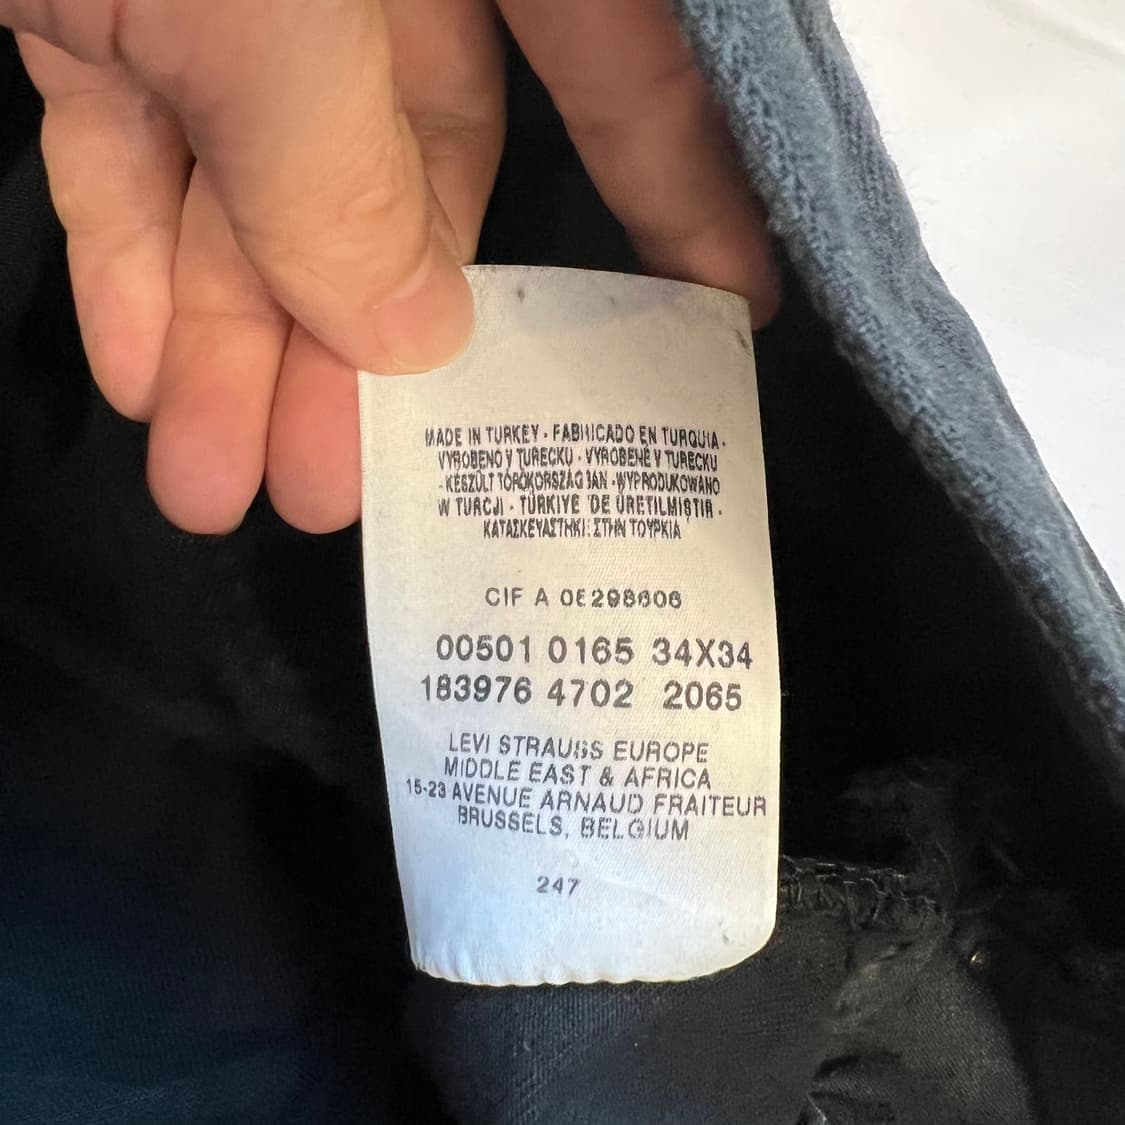 MADE IN TURKEY - FABRICADO EN TURQUIA -
VYROBENO V TURECKU - VYROBENÉ V TURECKU
- KÉSZÜLT TÖRÖKORSZÁGBAN - WYPRODUKOWANO
W TURCJI - TÜRKIYE 'DE ÜRETILMIŞTIR -
ΚΑΤΑΣΚΕΥΑΣΤΗΚΕ ΣΤΗΝ ΤΟΥΡΚΙΑ
CIF A
00501 0165 34X34
183976 4702 2065
LEVI STRAUSS EUROPE
MIDDLE EAST & AFRICA
15-23 AVENUE ARNAUD FRAITEUR
BRUSSELS, BELGIUM
247